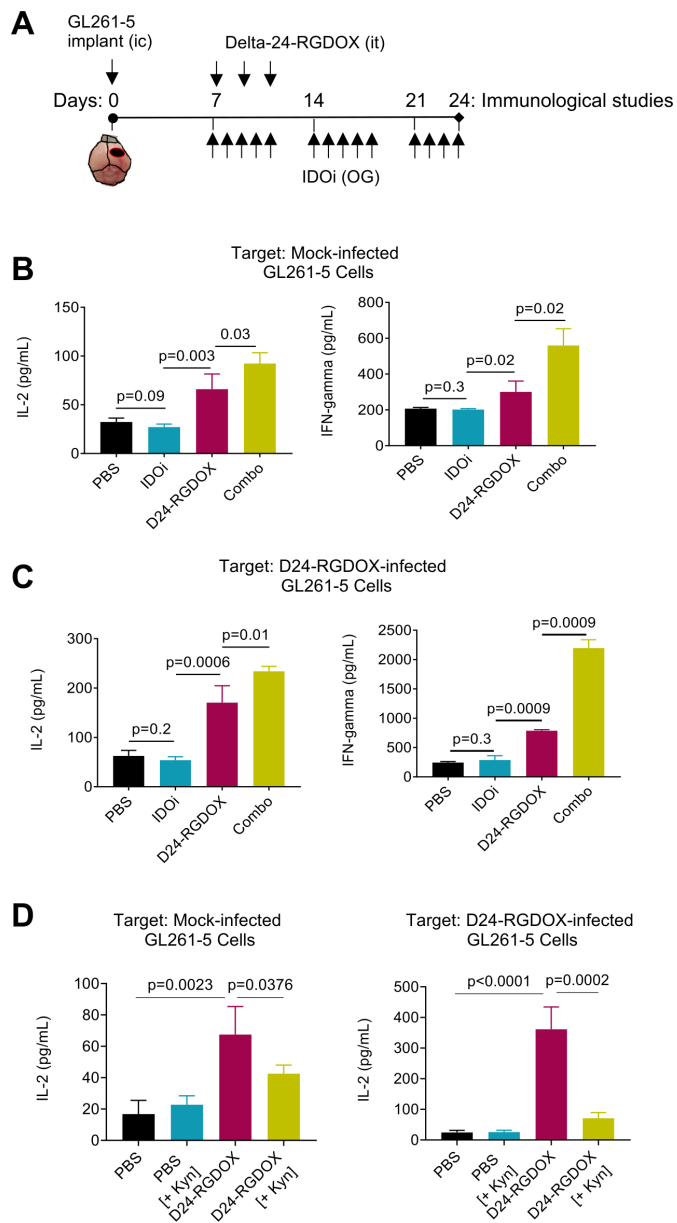 A
GL261-5
implant (ic)
Delta-24-RGDOX (it)
Days: 0 7 14 21 24: Immunological studies
IDOi (OG)
B
Target: Mock-infected
GL261-5 Cells
IL-2 (pg/mL)
150
100
50
0
p=0.09
p=0.003
0.03
PBS
IDOi
D24-RGDOX
Combo
IFN-gamma (pg/mL)
800
600
400
200
0
p=0.3
p=0.02
p=0.02
PBS
IDOi
D24-RGDOX
Combo
C
Target: D24-RGDOX-infected
GL261-5 Cells
IL-2 (pg/mL)
300
200
100
0
p=0.2
p=0.0006
p=0.01
PBS
IDOi
D24-RGDOX
Combo
IFN-gamma (pg/mL)
2500
2000
1500
1000
500
0
p=0.3
p=0.0009
p=0.0009
PBS
IDOi
D24-RGDOX
Combo
D
Target: Mock-infected
GL261-5 Cells
IL-2 (pg/mL)
100
80
60
40
20
0
p=0.0023
p=0.0376
PBS
PBS
[+ Kyn]
D24-RGDOX
D24-RGDOX
[+ Kyn]
Target: D24-RGDOX-infected
GL261-5 Cells
IL-2 (pg/mL)
500
400
300
200
100
0
p<0.0001
p=0.0002
PBS
PBS
[+ Kyn]
D24-RGDOX
D24-RGDOX
[+ Kyn]